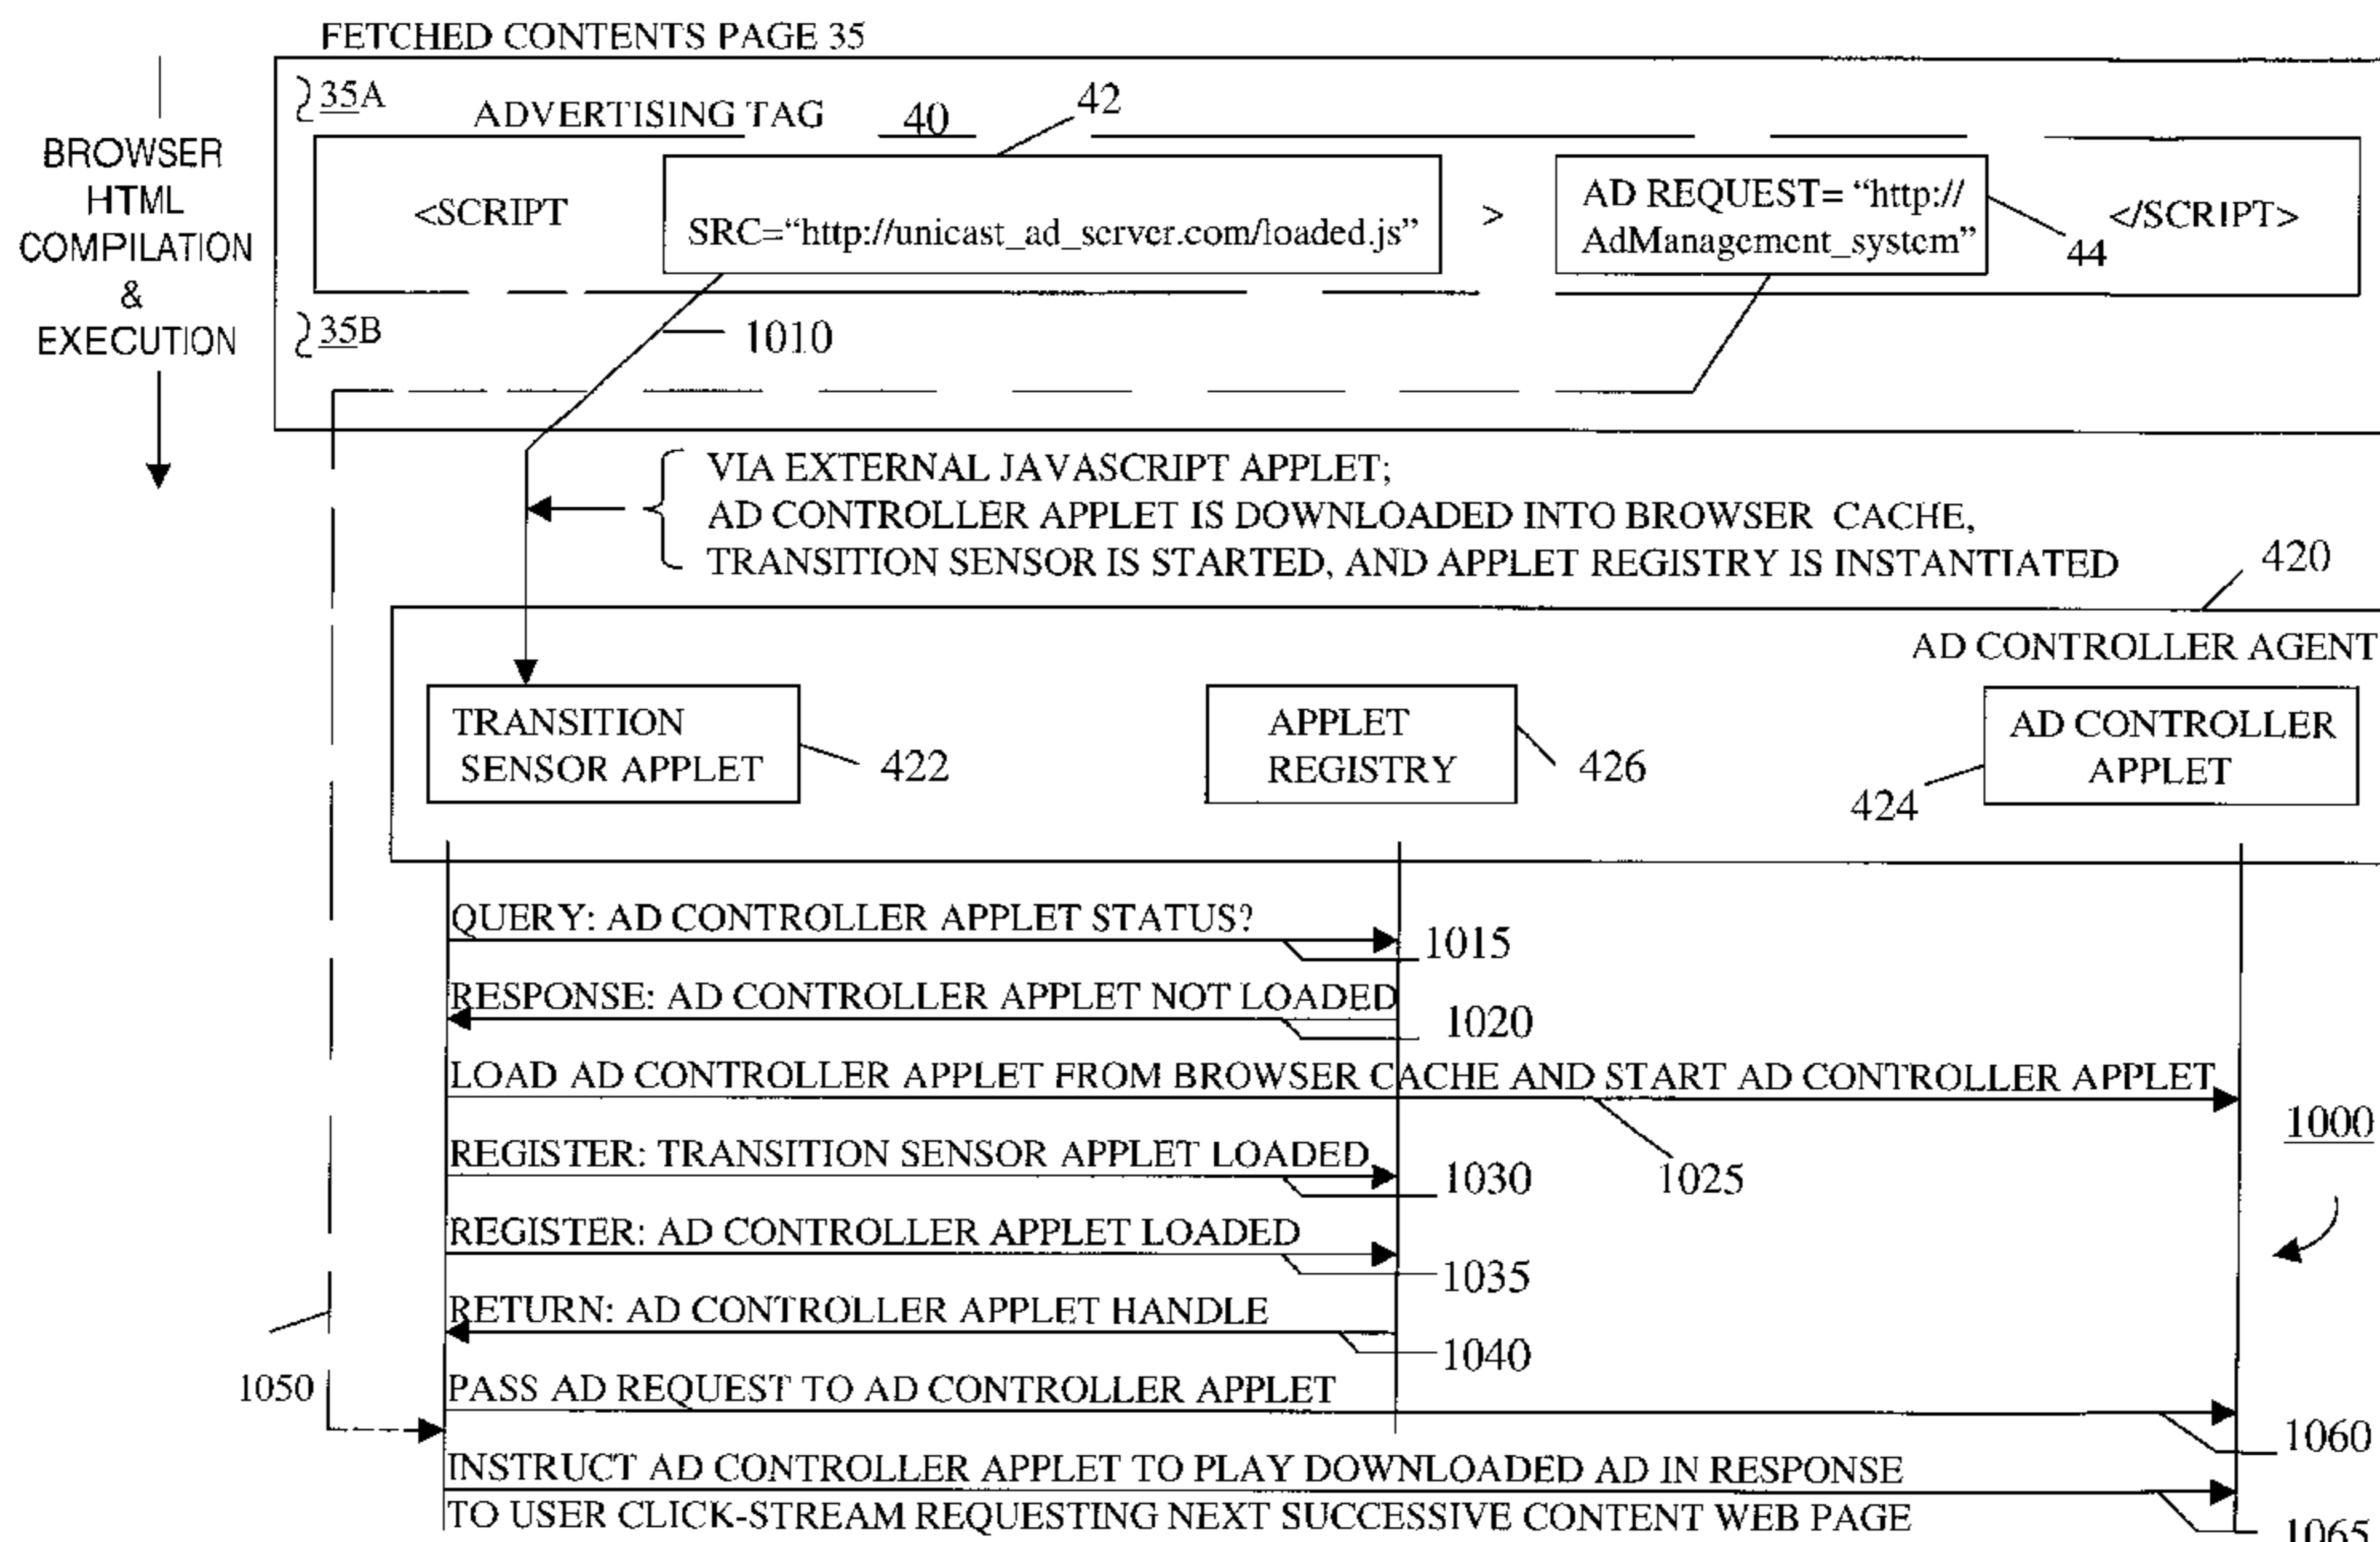 FETCHED CONTENTS PAGE 35
35A
ADVERTISING TAG 40
42
BROWSER
HTML
COMPILATION
&
EXECUTION
<SCRIPT
SRC=“http://unicast_ad_server.com/loaded.js”
>
AD REQUEST= “http://
AdManagement_system”
</SCRIPT>
44
35B
1010
VIA EXTERNAL JAVASCRIPT APPLET;
AD CONTROLLER APPLET IS DOWNLOADED INTO BROWSER CACHE,
TRANSITION SENSOR IS STARTED, AND APPLET REGISTRY IS INSTANTIATED
420
AD CONTROLLER AGENT
TRANSITION
SENSOR APPLET
422
APPLET
REGISTRY
426
AD CONTROLLER
APPLET
424
QUERY: AD CONTROLLER APPLET STATUS?
1015
RESPONSE: AD CONTROLLER APPLET NOT LOADED
1020
LOAD AD CONTROLLER APPLET FROM BROWSER CACHE AND START AD CONTROLLER APPLET
1025
1000
REGISTER: TRANSITION SENSOR APPLET LOADED
1030
REGISTER: AD CONTROLLER APPLET LOADED
1035
RETURN: AD CONTROLLER APPLET HANDLE
1040
1050
PASS AD REQUEST TO AD CONTROLLER APPLET
1060
INSTRUCT AD CONTROLLER APPLET TO PLAY DOWNLOADED AD IN RESPONSE
TO USER CLICK-STREAM REQUESTING NEXT SUCCESSIVE CONTENT WEB PAGE
1065